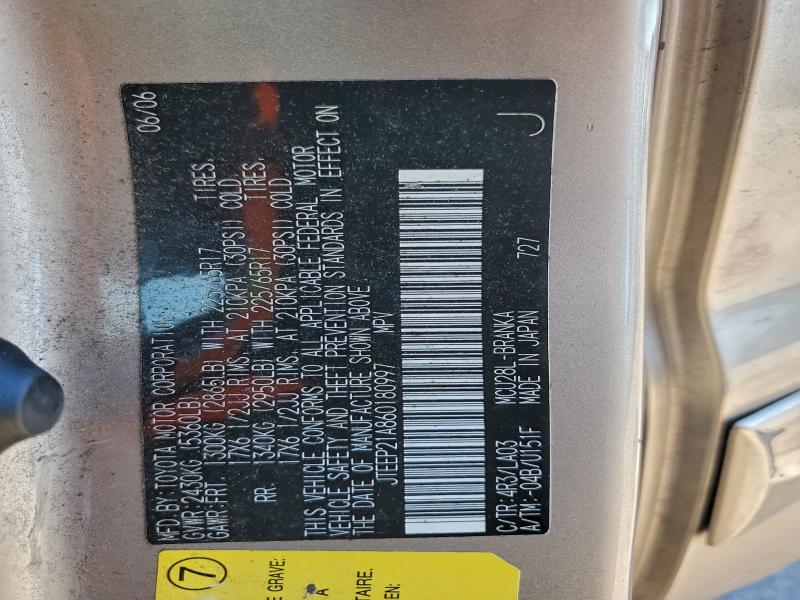 06/06
MFD. BY: TOYOTA MOTOR CORPORATION
GVWR: 2430KG (5360LB)
GAWR: FRT. 1300KG (2865LB) WITH 225/65R17 TIRES.
17X6 1/2JJ RIMS. AT 210KPA (30PSI) COLD
RR. 1340KG (2950LB) WITH 225/65R17 TIRES.
17X6 1/2JJ RIMS. AT 210KPA (30PSI) COLD
THIS VEHICLE CONFORMS TO ALL APPLICABLE FEDERAL MOTOR
VEHICLE SAFETY AND THEFT PREVENTION STANDARDS IN EFFECT ON
THE DATE OF MANUFACTURE SHOWN ABOVE.
JTEEP21A860180997 MPV
C/TR: 4R3/LA03 MCU28L-BRANKA 727
A/TM: -04B/U151F MADE IN JAPAN J
7
E GRAVE:
A
TAIRE.
EN: